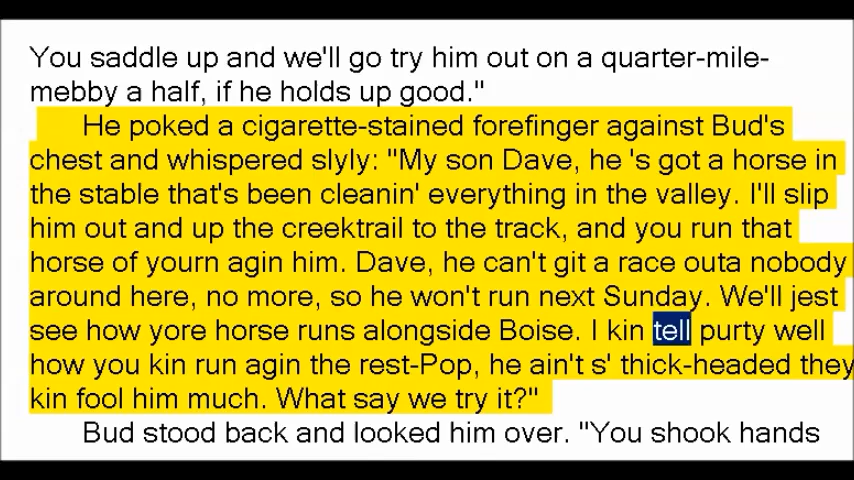 You saddle up and we'll go try him out on a quarter-mile-
mebby a half, if he holds up good."
He poked a cigarette-stained forefinger against Bud's
chest and whispered slyly: "My son Dave, he 's got a horse in
the stable that's been cleanin' everything in the valley. I'll slip
him out and up the creektrail to the track, and you run that
horse of yourn agin him. Dave, he can't git a race outa nobody
around here, no more, so he won't run next Sunday. We'll jest
see how yore horse runs alongside Boise. I kin tell purty well
how you kin run agin the rest-Pop, he ain't s' thick-headed they
kin fool him much. What say we try it?"
Bud stood back and looked him over. "You shook hands